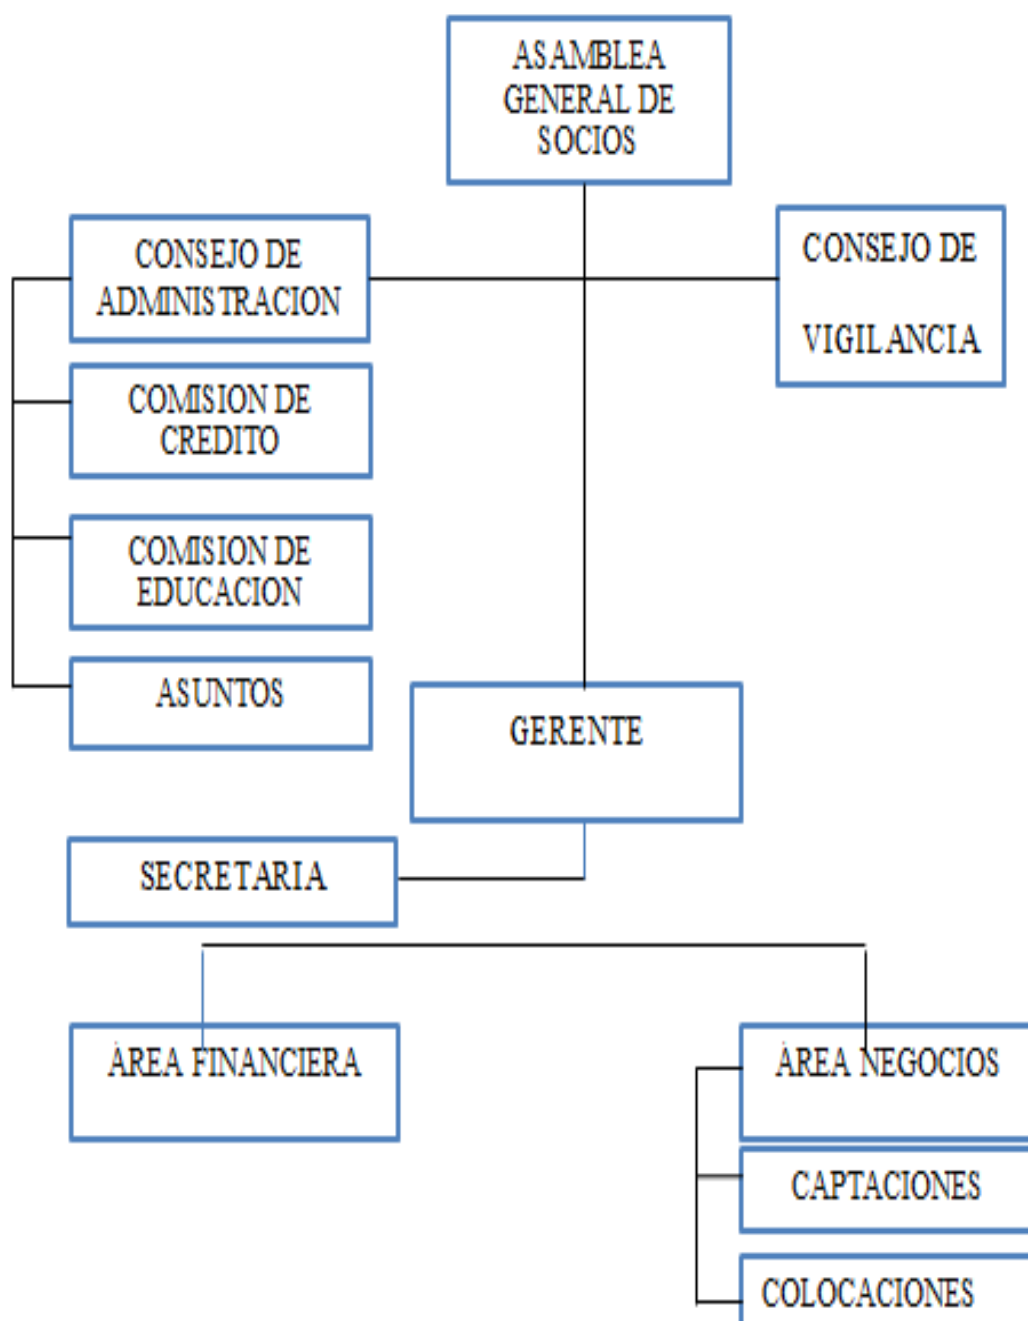 ASAMBLEA
GENERAL DE
SOCIOS
CONSEJO DE
ADMINISTRACION
CONSEJO DE
VIGILANCIA
COMISION DE
CREDITO
COMISION DE
EDUCACION
ASUNTOS
GERENTE
SECRETARIA
ÁREA FINANCIERA
ÁREA NEGOCIOS
CAPTACIONES
COLOCACIONES